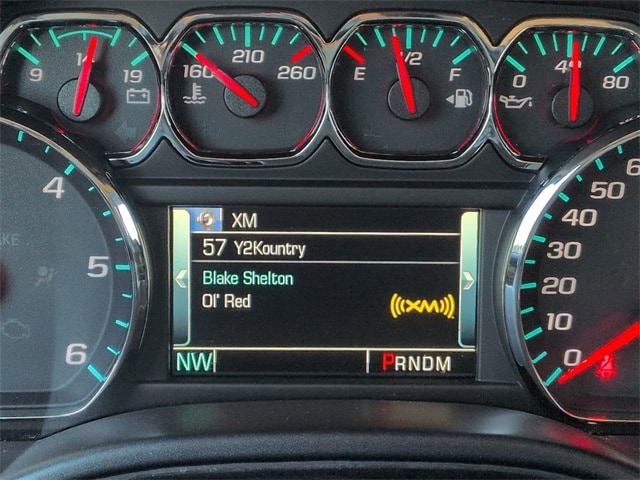 9 14 19
160 210 260
E 1/2 F
0 40 80
4
5
6
XM
57 Y2Kountry
Blake Shelton
Ol' Red
((XM))
NW
PRNDM
50
40
30
20
10
0